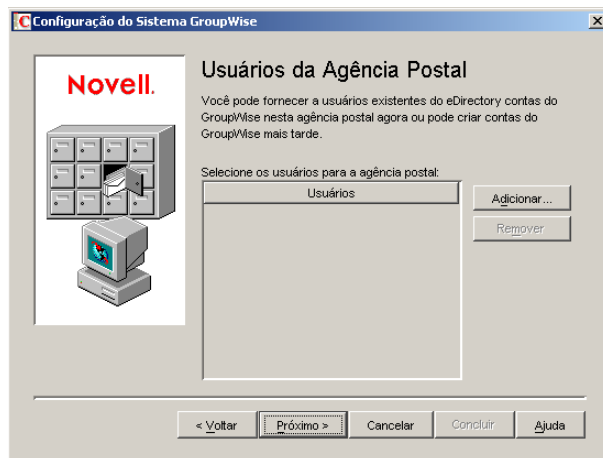 Configuração do Sistema GroupWise
Novell.
Usuários da Agência Postal
Você pode fornecer a usuários existentes do eDirectory contas do
GroupWise nesta agência postal agora ou pode criar contas do
GroupWise mais tarde.
Selecione os usuários para a agência postal:
Usuários
Adicionar...
Remover
< Voltar
Próximo >
Cancelar
Concluir
Ajuda